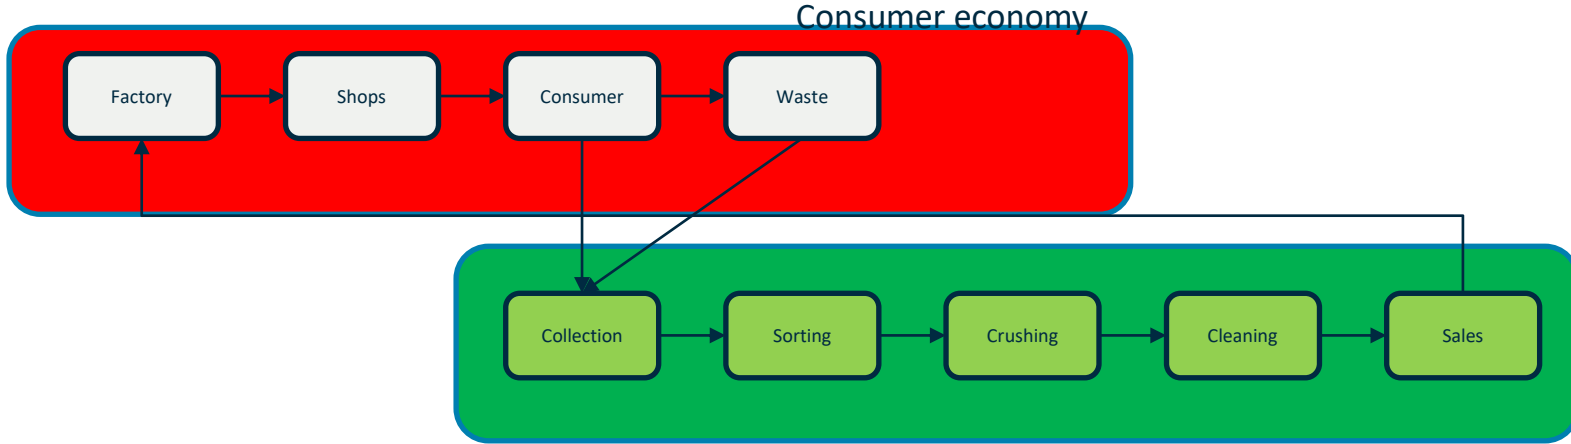 Consumer economy
Factory
Shops
Consumer
Waste
Collection
Sorting
Crushing
Cleaning
Sales